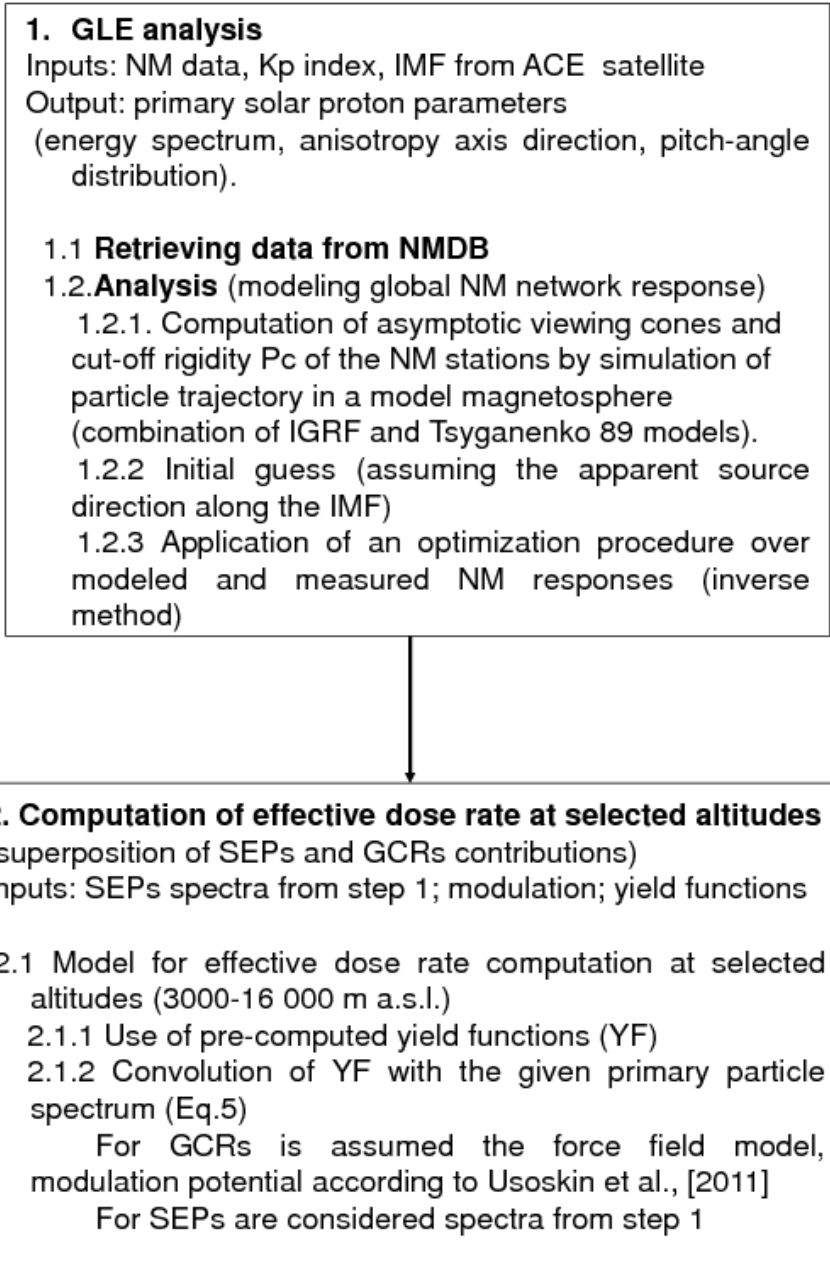 1. GLE analysis
Inputs: NM data, Kp index, IMF from ACE satellite
Output: primary solar proton parameters
(energy spectrum, anisotropy axis direction, pitch-angle
distribution).
1.1 Retrieving data from NMDB
1.2.Analysis (modeling global NM network response)
1.2.1. Computation of asymptotic viewing cones and
cut-off rigidity Pc of the NM stations by simulation of
particle trajectory in a model magnetosphere
(combination of IGRF and Tsyganenko 89 models).
1.2.2 Initial guess (assuming the apparent source
direction along the IMF)
1.2.3 Application of an optimization procedure over
modeled and measured NM responses (inverse
method)
. Computation of effective dose rate at selected altitudes
superposition of SEPs and GCRs contributions)
nputs: SEPs spectra from step 1; modulation; yield functions
2.1 Model for effective dose rate computation at selected
altitudes (3000-16 000 m a.s.l.)
2.1.1 Use of pre-computed yield functions (YF)
2.1.2 Convolution of YF with the given primary particle
spectrum (Eq.5)
For GCRs is assumed the force field model,
modulation potential according to Usoskin et al., [2011]
For SEPs are considered spectra from step 1